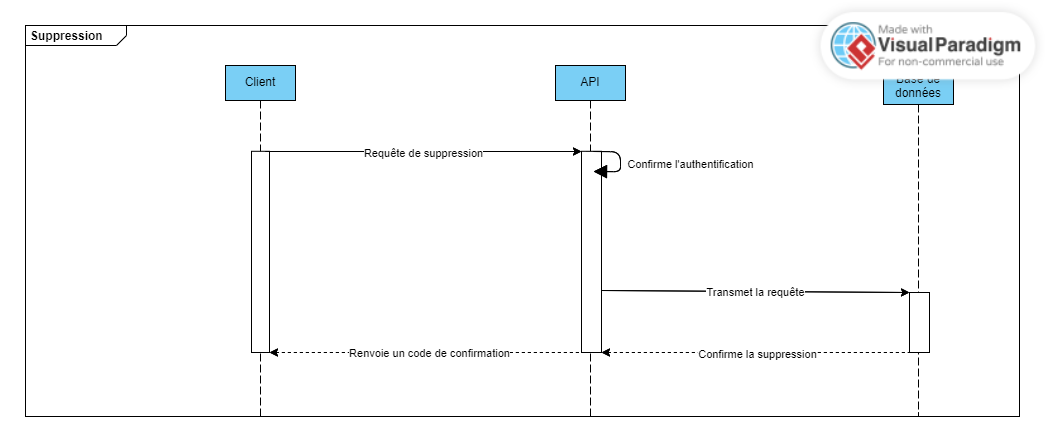 Suppression
Made with
Visual Paradigm
For non-commercial use
Client
API
Base de
données
Requête de suppression
Confirme l'authentification
Transmet la requête
Renvoie un code de confirmation
Confirme la suppression